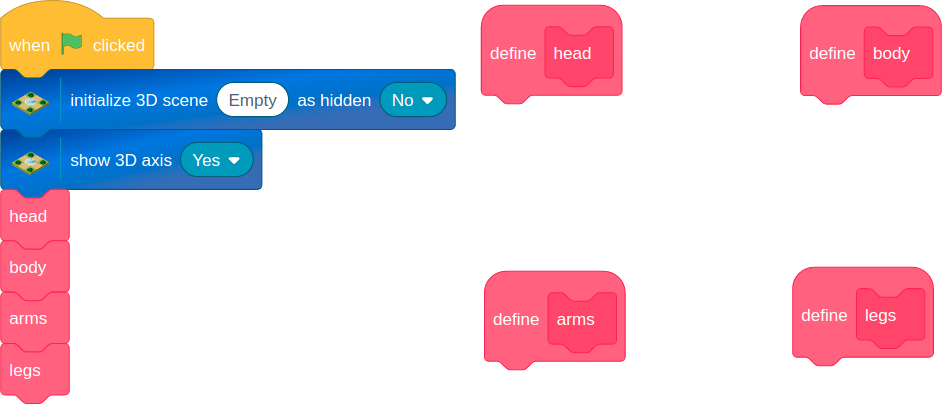 when clicked
initialize 3D scene Empty as hidden No
show 3D axis Yes
head
body
arms
legs
define head
define body
define arms
define legs